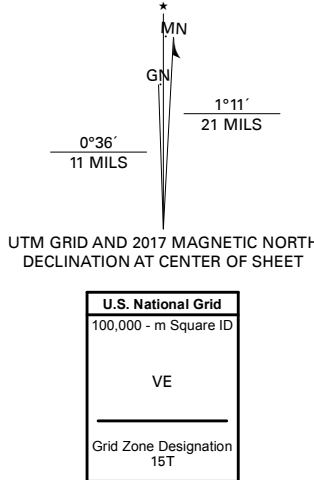 MN
GN
1°11´
21 MILS
0°36´
11 MILS
UTM GRID AND 2017 MAGNETIC NORTH
DECLINATION AT CENTER OF SHEET
U.S. National Grid
100,000 - m Square ID
VE
Grid Zone Designation
15T